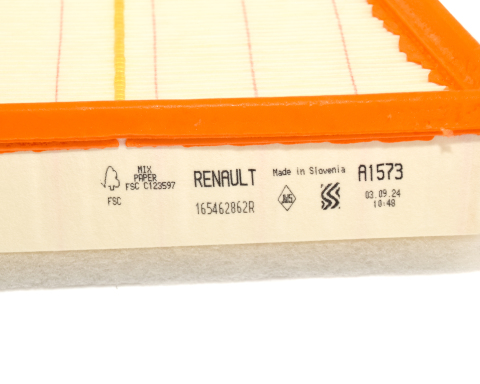 MIX
PAPER
FSC C123597
FSC
RENAULT
165462862R
Made in Slovenia
A1573
03.09.24
10:48